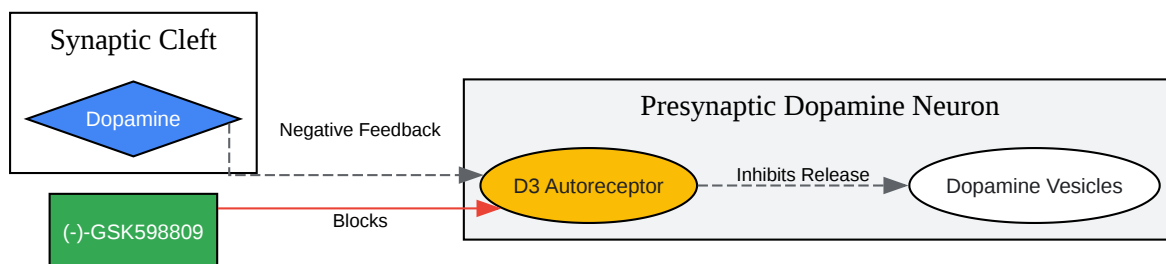 Synaptic Cleft
Dopamine
Negative Feedback
Presynaptic Dopamine Neuron
D3 Autoreceptor
Inhibits Release
Dopamine Vesicles
(-)-GSK598809
Blocks